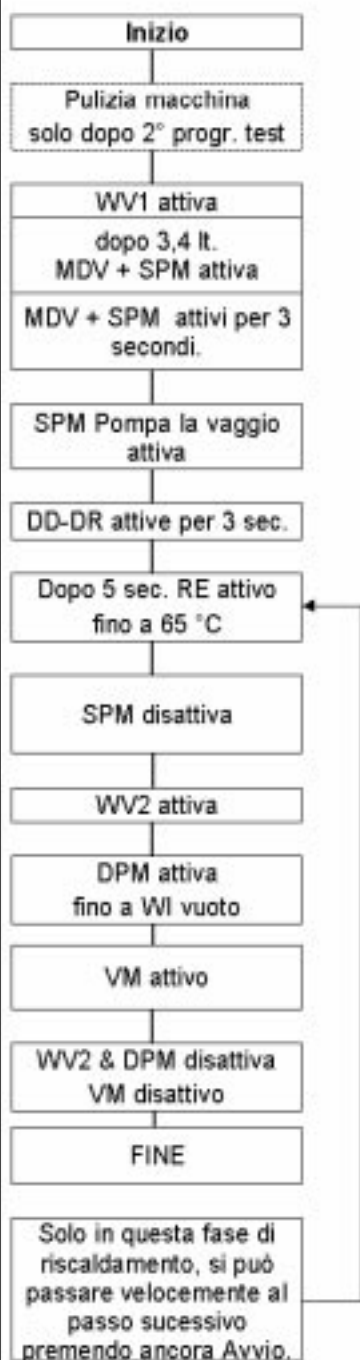 Inizio
Pulizia macchina
solo dopo 2° progr. test
WV1 attiva
dopo 3,4 lt.
MDV + SPM attiva
MDV + SPM attivi per 3
secondi.
SPM Pompa la vaggio
attiva
DD-DR attive per 3 sec.
Dopo 5 sec. RE attivo
fino a 65 °C
SPM disattiva
WV2 attiva
DPM attiva
fino a WI vuoto
VM attivo
WV2 & DPM disattiva
VM disattivo
FINE
Solo in questa fase di
riscaldamento, si può
passare velocemente al
passo sucessivo
premendo ancora Avvio.